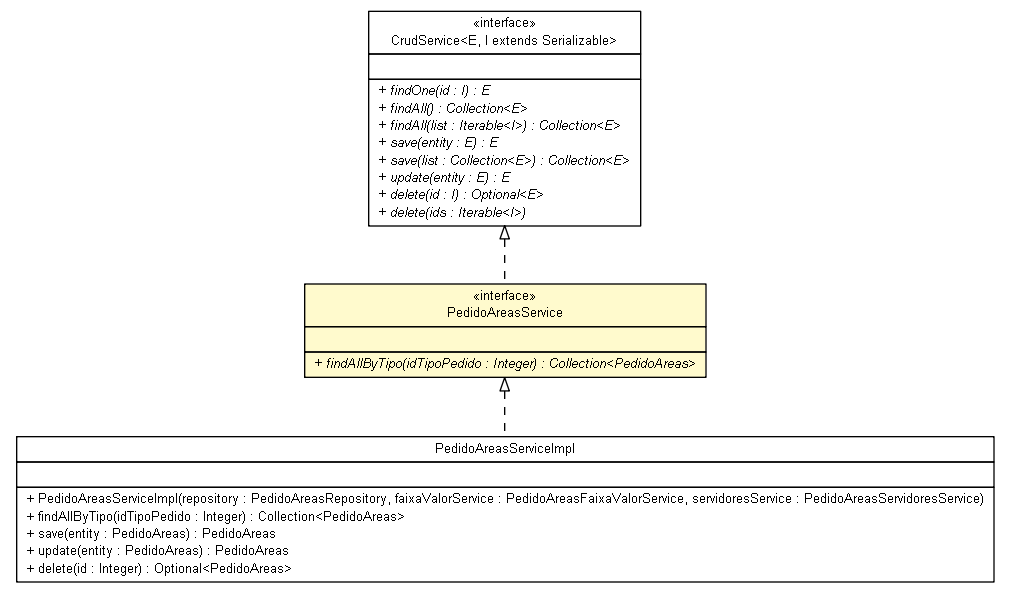 «interface»
CrudService<E, I extends Serializable>
+ findOne(id : I) : E
+ findAll() : Collection<E>
+ findAll(list : Iterable<I>) : Collection<E>
+ save(entity : E) : E
+ save(list : Collection<E>) : Collection<E>
+ update(entity : E) : E
+ delete(id : I) : Optional<E>
+ delete(ids : Iterable<I>)
«interface»
PedidoAreasService
+ findAllByTipo(idTipoPedido : Integer) : Collection<PedidoAreas>
PedidoAreasServiceImpl
+ PedidoAreasServiceImpl(repository : PedidoAreasRepository, faixaValorService : PedidoAreasFaixaValorService, servidoresService : PedidoAreasServidoresService)
+ findAllByTipo(idTipoPedido : Integer) : Collection<PedidoAreas>
+ save(entity : PedidoAreas) : PedidoAreas
+ update(entity : PedidoAreas) : PedidoAreas
+ delete(id : Integer) : Optional<PedidoAreas>